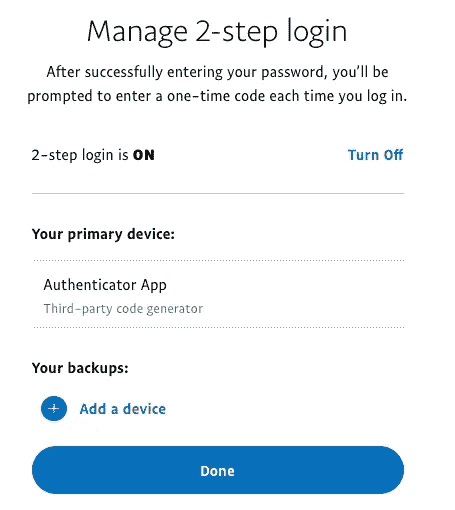 Manage 2-step login
After successfully entering your password, you'll be
prompted to enter a one-time code each time you log in.
2-step login is ON
Turn Off
Your primary device:
Authenticator App
Third-party code generator
Your backups:
+ Add a device
Done